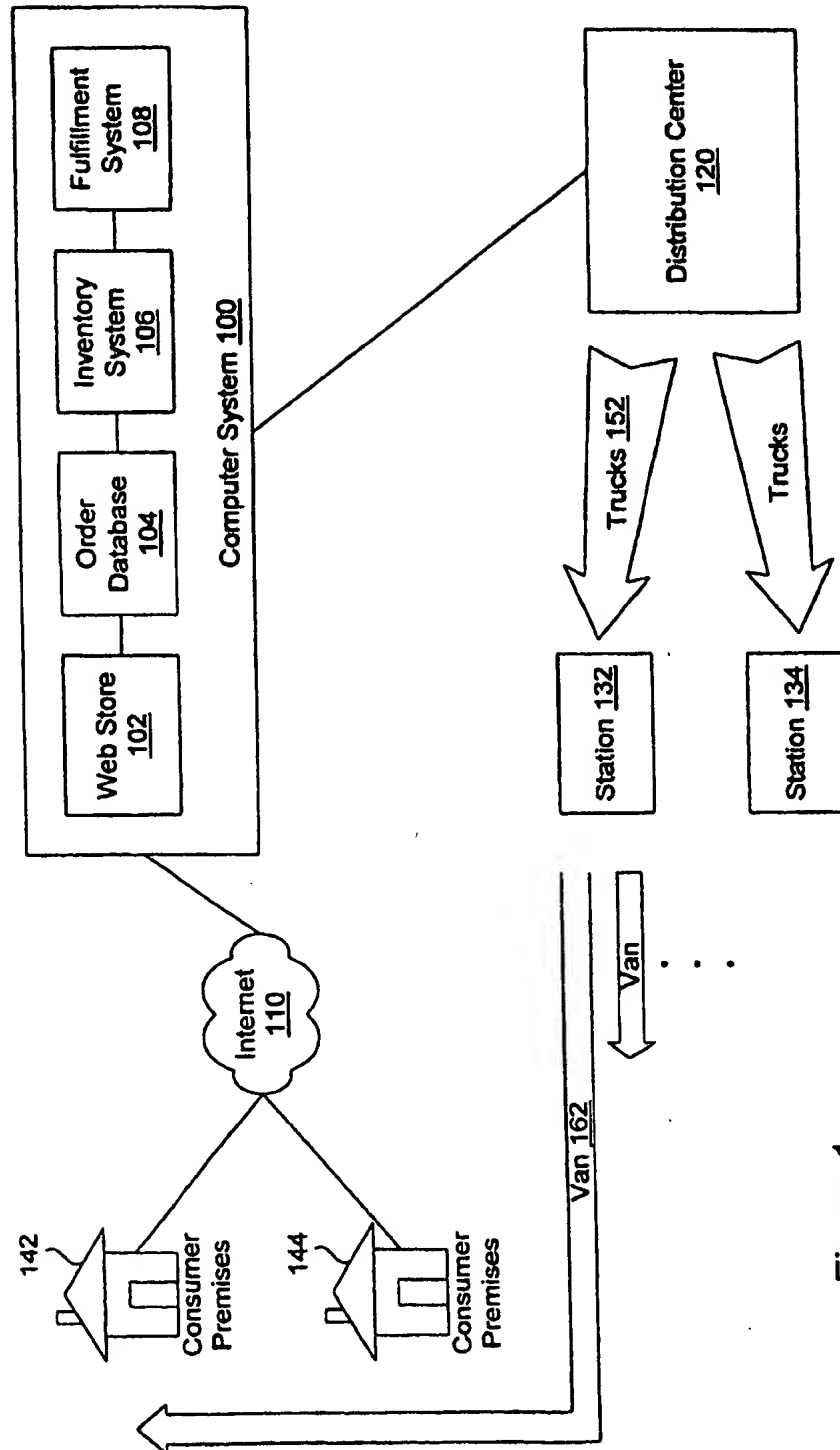 Web Store
102
Order
Database
104
Inventory
System
106
Fulfillment
System
108
Computer System 100
Internet
110
142
Consumer
Premises
144
Consumer
Premises
Distribution Center
120
Trucks 152
Trucks
Station 132
Station 134
Van
. . .
Van 162